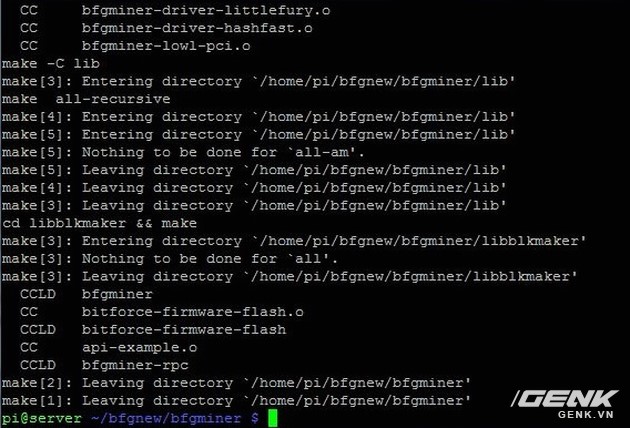 CC bfgminer-driver-littlefury.o
CC bfgminer-driver-hashfast.o
CC bfgminer-lowl-pci.o
make -C lib
make[3]: Entering directory `/home/pi/bfgnew/bfgminer/lib'
make all-recursive
make[4]: Entering directory `/home/pi/bfgnew/bfgminer/lib'
make[5]: Entering directory `/home/pi/bfgnew/bfgminer/lib'
make[5]: Nothing to be done for `all-am'.
make[5]: Leaving directory `/home/pi/bfgnew/bfgminer/lib'
make[4]: Leaving directory `/home/pi/bfgnew/bfgminer/lib'
make[3]: Leaving directory `/home/pi/bfgnew/bfgminer/lib'
cd libblkmaker && make
make[3]: Entering directory `/home/pi/bfgnew/bfgminer/libblkmaker'
make[3]: Nothing to be done for `all'.
make[3]: Leaving directory `/home/pi/bfgnew/bfgminer/libblkmaker'
CCLD bfgminer
CC bitforce-firmware-flash.o
CCLD bitforce-firmware-flash
CC api-example.o
CCLD bfgminer-rpc
make[2]: Leaving directory `/home/pi/bfgnew/bfgminer'
make[1]: Leaving directory `/home/pi/bfgnew/bfgminer'
pi@server ~/bfgnew/bfgminer $
GENK
GENK.VN